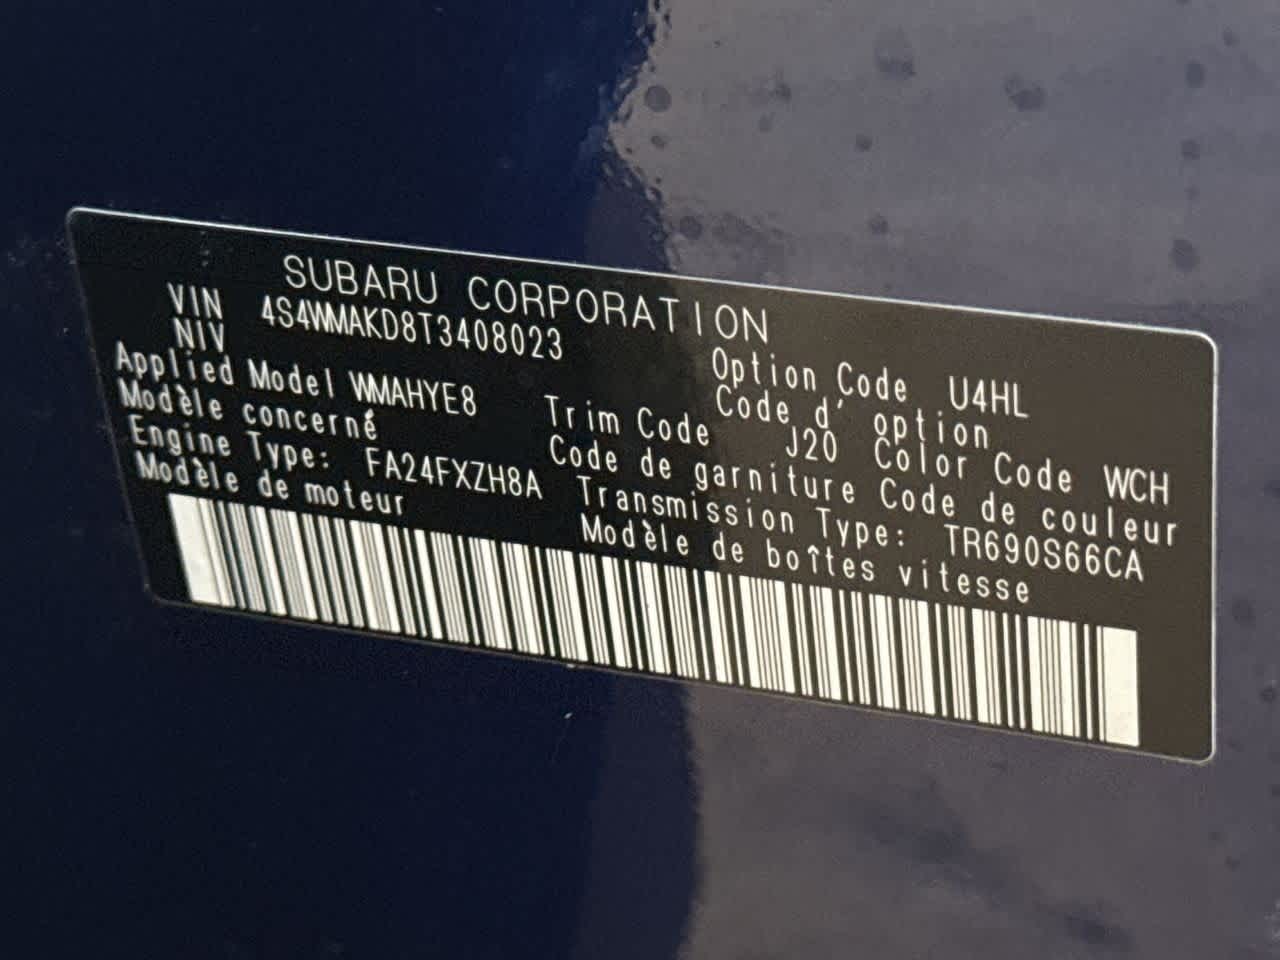 SUBARU CORPORATION
VIN 4S4WMAKD8T3408023
NIV
Option Code U4HL
Code d' option
Applied Model WMAHYE8
Modèle concerné
Trim Code J20 Color Code WCH
Code de garniture Code de couleur
Engine Type: FA24FXZH8A
Modèle de moteur
Transmission Type: TR690S66CA
Modèle de boîtes vitesse